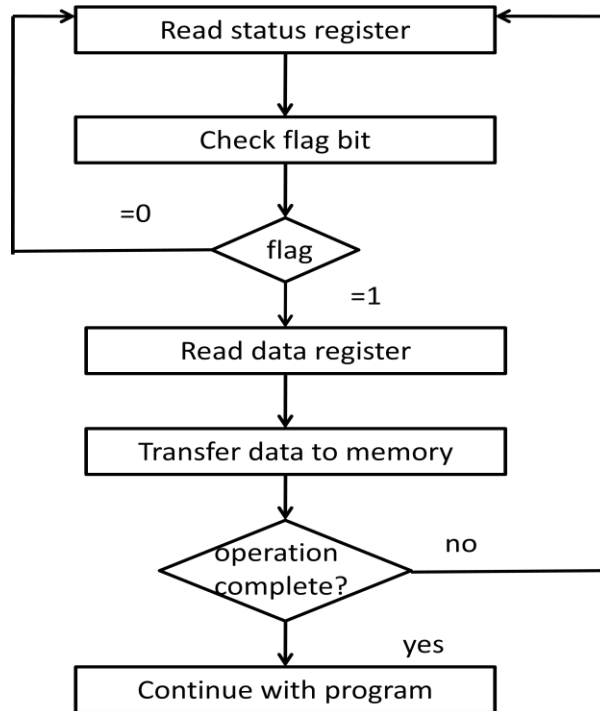 Read status register
Check flag bit
=0
flag
=1
Read data register
Transfer data to memory
operation
complete?
no
yes
Continue with program